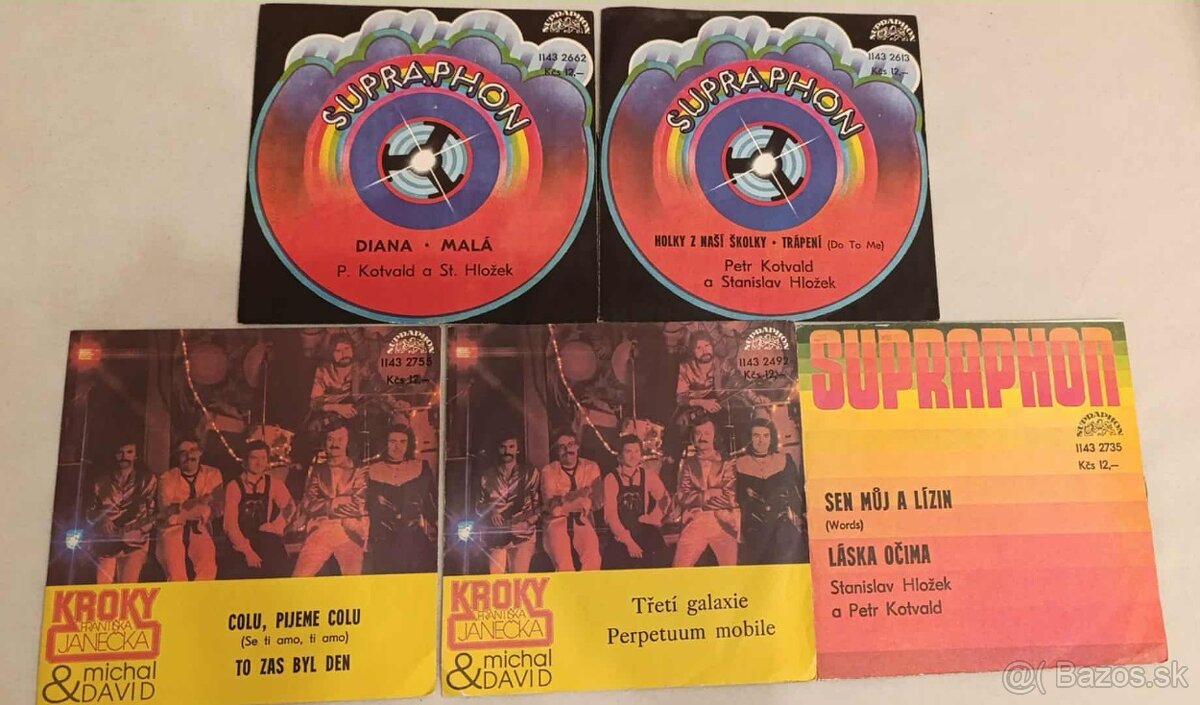 SUPRAPHON
1143 2662
Kčs 12,–
SUPRAPHON
DIANA · MALÁ
P. Kotvald a St. Hložek
SUPRAPHON
1143 2613
Kčs 12,–
SUPRAPHON
HOLKY Z NAŠÍ ŠKOLKY · TRÁPENÍ (Do To Me)
Petr Kotvald
a Stanislav Hložek
SUPRAPHON
1143 2755
Kčs 12,–
KROKY
FRANTIŠKA
JANEČKA
& michal
DAVID
COLU, PIJEME COLU
(Se ti amo, ti amo)
TO ZAS BYL DEN
SUPRAPHON
1143 2492
Kčs 12,–
KROKY
FRANTIŠKA
JANEČKA
& michal
DAVID
Třetí galaxie
Perpetuum mobile
SUPRAPHON
SUPRAPHON
1143 2735
Kčs 12,–
SEN MŮJ A LÍZIN
(Words)
LÁSKA OČIMA
Stanislav Hložek
a Petr Kotvald
@( Bazos.sk